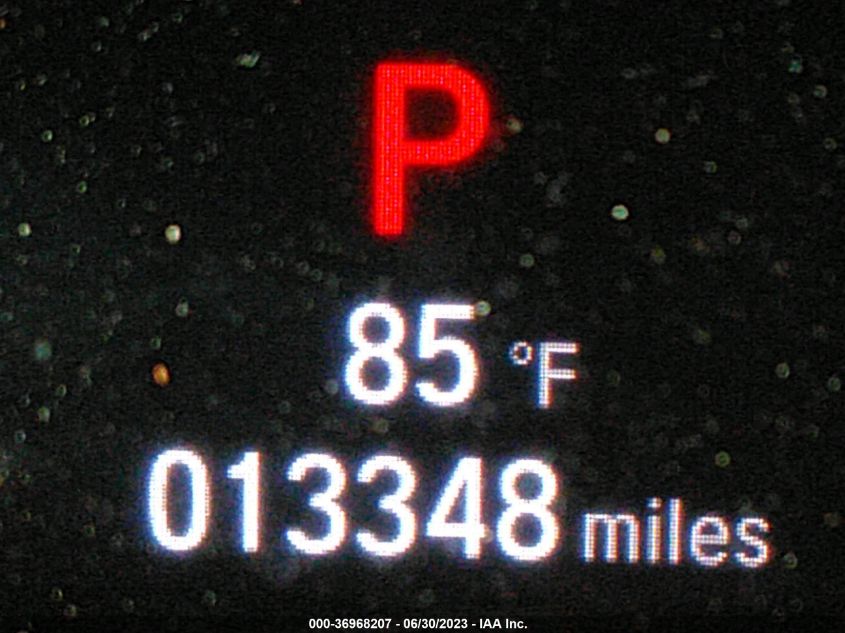 P
85 °F
013348 miles
000-36968207 - 06/30/2023 - IAA Inc.